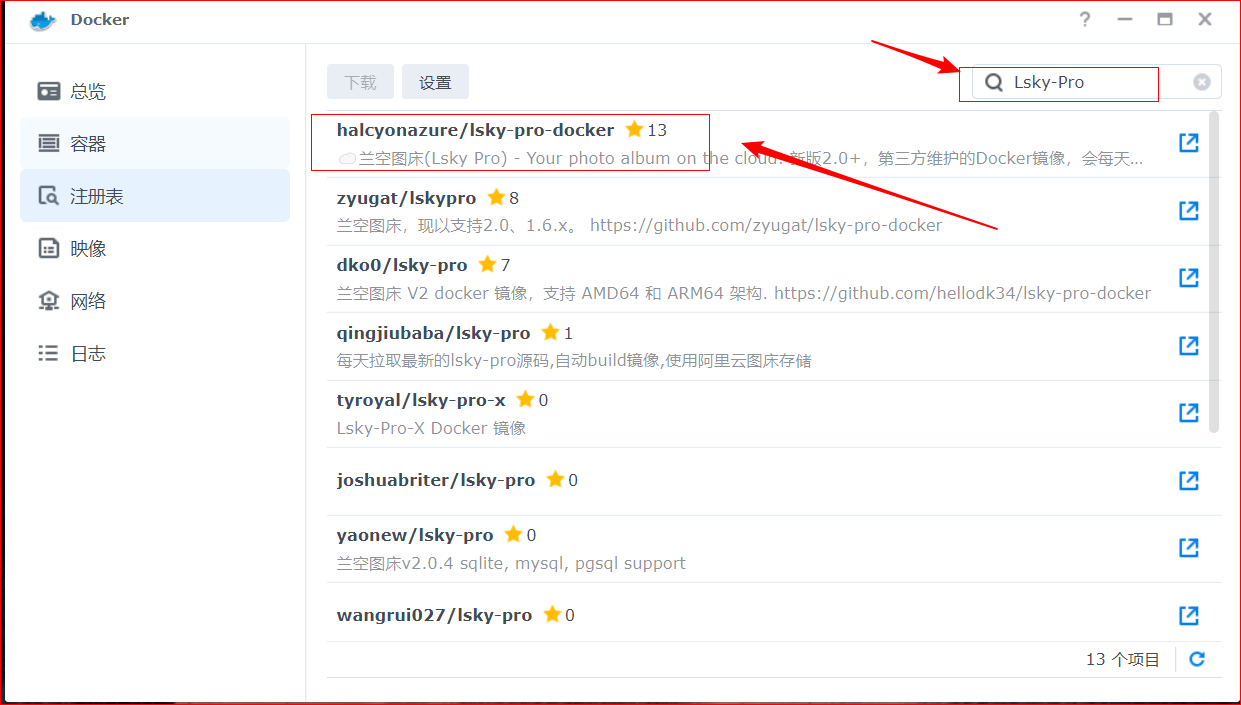 Docker
?
总览
容器
注册表
映像
网络
日志
下载
设置
Lsky-Pro
halcyonazure/lsky-pro-docker 13
兰空图床(Lsky Pro) - Your photo album on the cloud. 新版2.0+，第三方维护的Docker镜像，会每天...
zyugat/lskypro 8
兰空图床，现以支持2.0、1.6.x。 https://github.com/zyugat/lsky-pro-docker
dko0/lsky-pro 7
兰空图床 V2 docker 镜像，支持 AMD64 和 ARM64 架构. https://github.com/hellodk34/lsky-pro-docker
qingjiubaba/lsky-pro 1
每天拉取最新的lsky-pro源码,自动build镜像,使用阿里云图床存储
tyroyal/lsky-pro-x 0
Lsky-Pro-X Docker 镜像
joshuabriter/lsky-pro 0
yaonew/lsky-pro 0
兰空图床v2.0.4 sqlite, mysql, pgsql support
wangrui027/lsky-pro 0
13 个项目